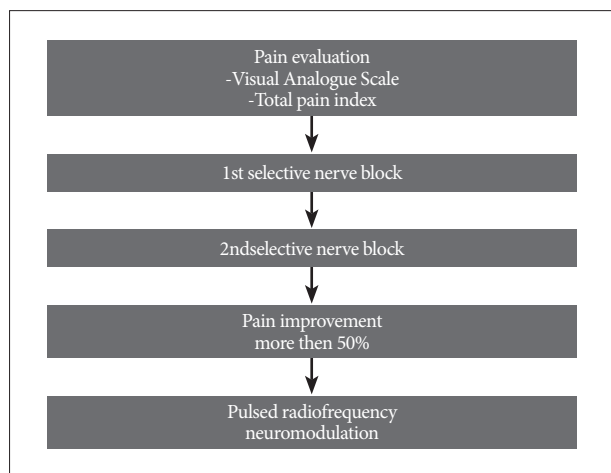 Pain evaluation
-Visual Analogue Scale
-Total pain index
1st selective nerve block
2ndselective nerve block
Pain improvement
more then 50%
Pulsed radiofrequency
neuromodulation